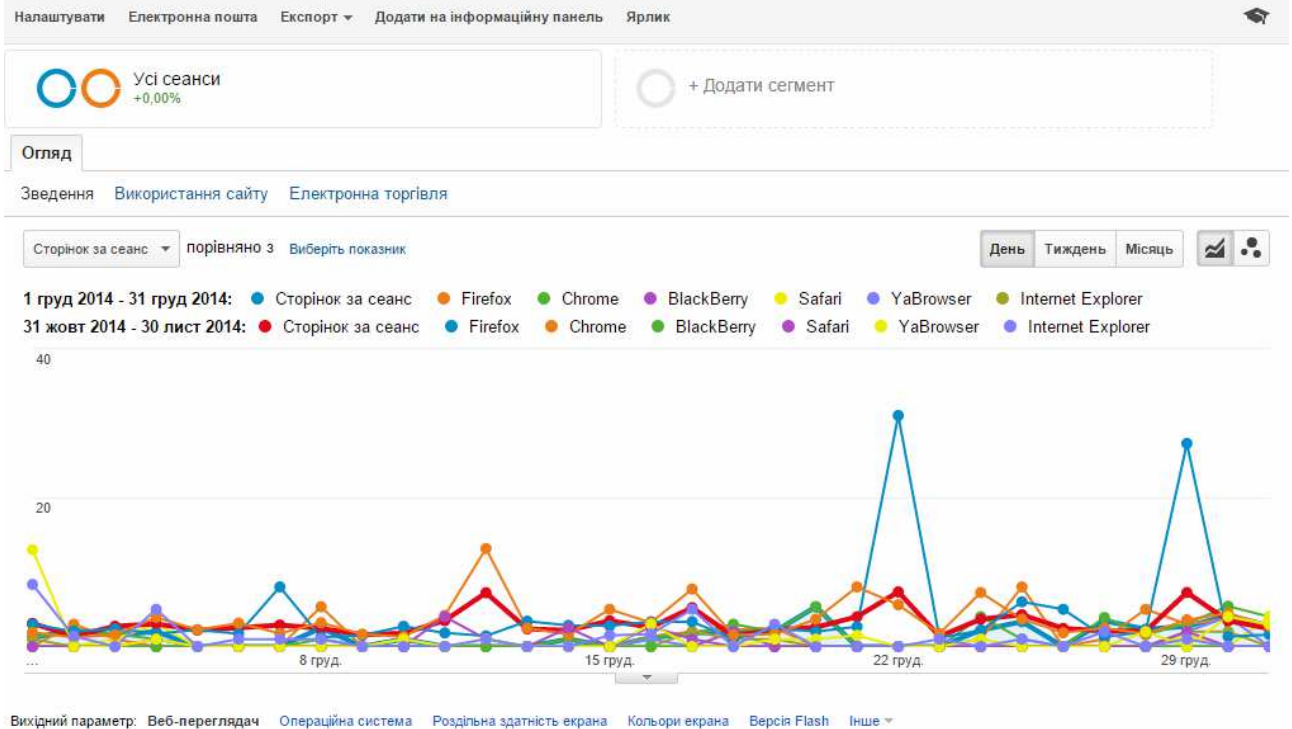 Налаштувати Електронна пошта Експорт Додати на інформаційну панель Ярлик
Усі сеанси
+0,00%
+ Додати сегмент
Огляд
Зведення Використання сайту Електронна торгівля
Сторінок за сеанс порівняно з Виберіть показник День Тиждень Місяць
1 груд 2014 - 31 груд 2014: Сторінок за сеанс Firefox Chrome BlackBerry Safari YaBrowser Internet Explorer
31 жовт 2014 - 30 лист 2014: Сторінок за сеанс Firefox Chrome BlackBerry Safari YaBrowser Internet Explorer
40
20
... 8 груд. 15 груд. 22 груд. 29 груд.
Вихідний параметр: Веб-переглядач Операційна система Роздільна здатність екрана Кольори екрана Версія Flash Інше